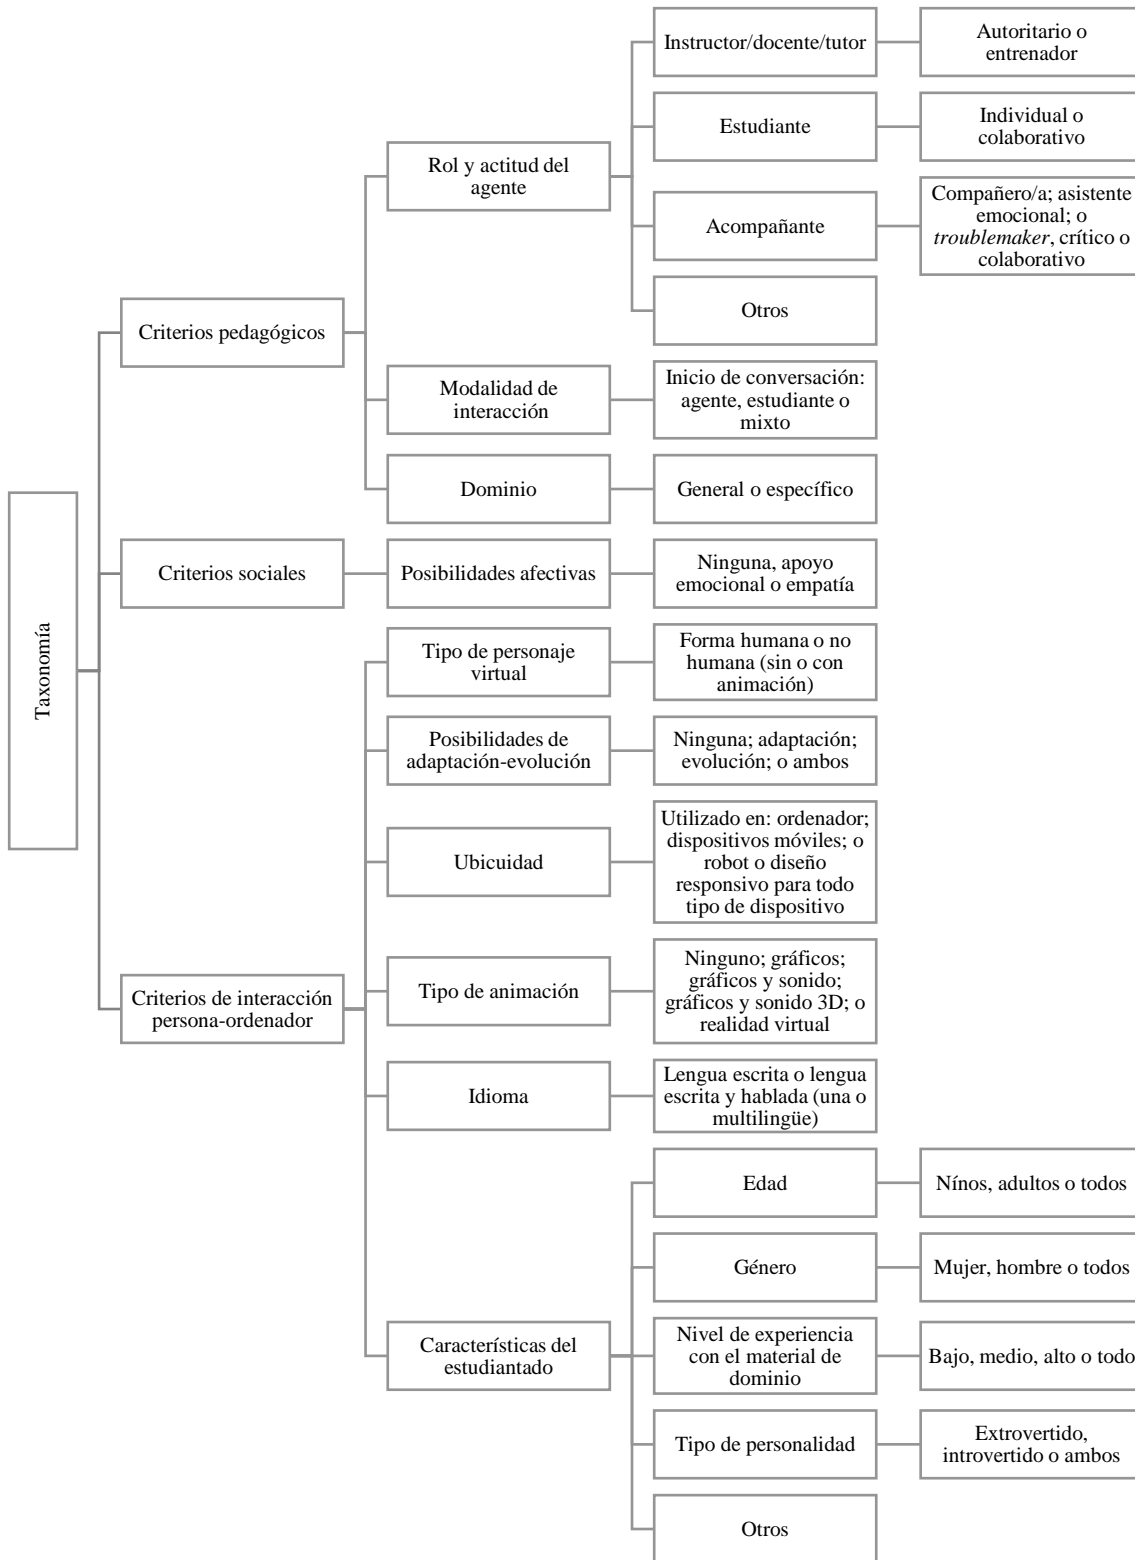 Taxonomía
Criterios pedagógicos
Rol y actitud del
agente
Instructor/docente/tutor
Autoritario o
entrenador
Estudiante
Individual o
colaborativo
Acompañante
Compañero/a; asistente
emocional; o
troublemaker, crítico o
colaborativo
Otros
Modalidad de
interacción
Inicio de conversación:
agente, estudiante o
mixto
Dominio
General o específico
Criterios sociales
Posibilidades afectivas
Ninguna, apoyo
emocional o empatía
Criterios de interacción
persona-ordenador
Tipo de personaje
virtual
Forma humana o no
humana (sin o con
animación)
Posibilidades de
adaptación-evolución
Ninguna; adaptación;
evolución; o ambos
Ubicuidad
Utilizado en: ordenador;
dispositivos móviles; o
robot o diseño
responsivo para todo
tipo de dispositivo
Tipo de animación
Ninguno; gráficos;
gráficos y sonido;
gráficos y sonido 3D; o
realidad virtual
Idioma
Lengua escrita o lengua
escrita y hablada (una o
multilingüe)
Características del
estudiantado
Edad
Nínos, adultos o todos
Género
Mujer, hombre o todos
Nivel de experiencia
con el material de
dominio
Bajo, medio, alto o todo
Tipo de personalidad
Extrovertido,
introvertido o ambos
Otros